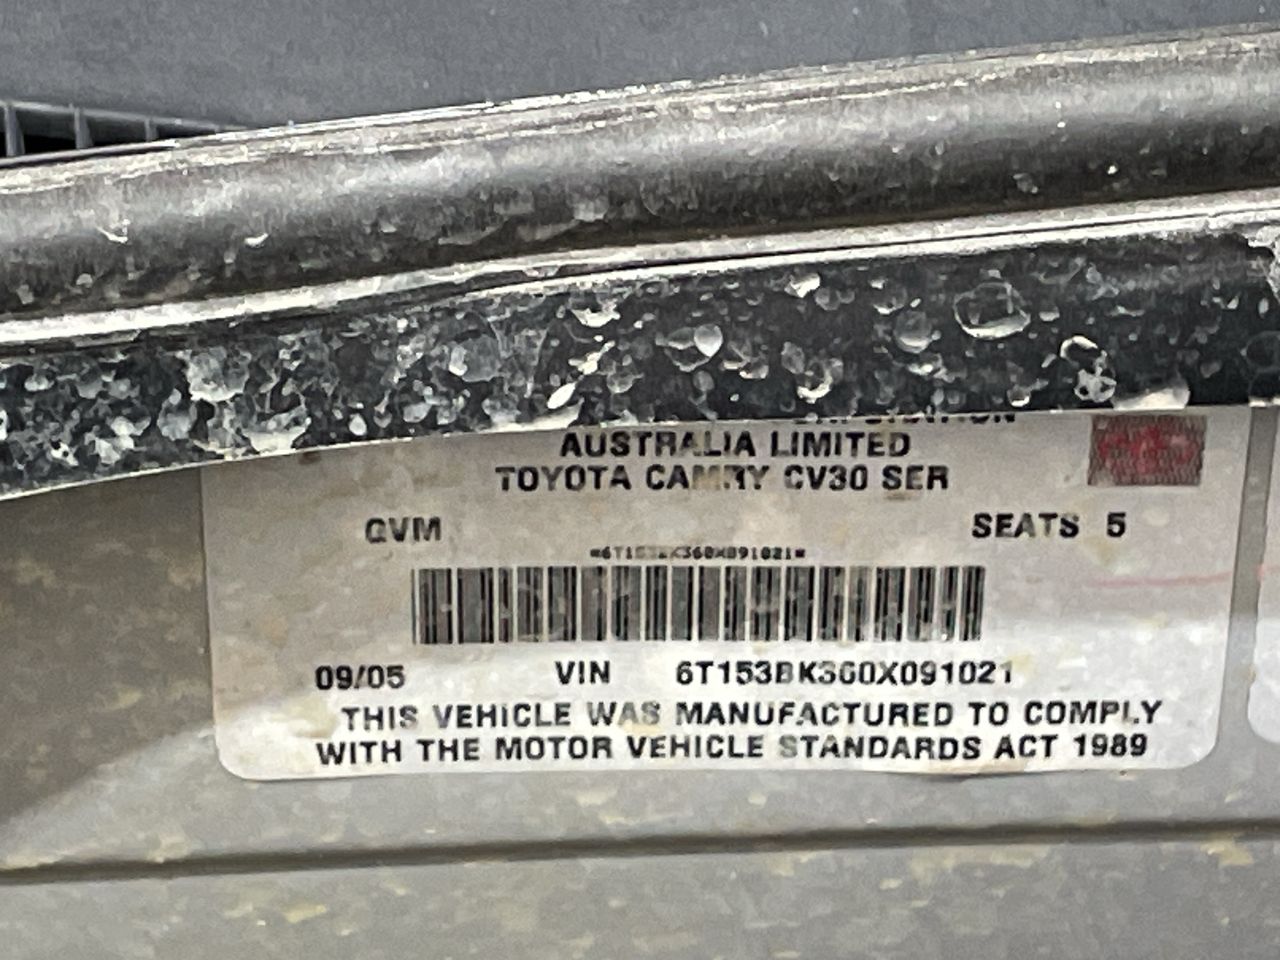 AUSTRALIA LIMITED
TOYOTA CAMRY CV30 SER
GVM SEATS 5
*6T153BK360X091021*
09/05 VIN 6T153BK360X091021
THIS VEHICLE WAS MANUFACTURED TO COMPLY
WITH THE MOTOR VEHICLE STANDARDS ACT 1989